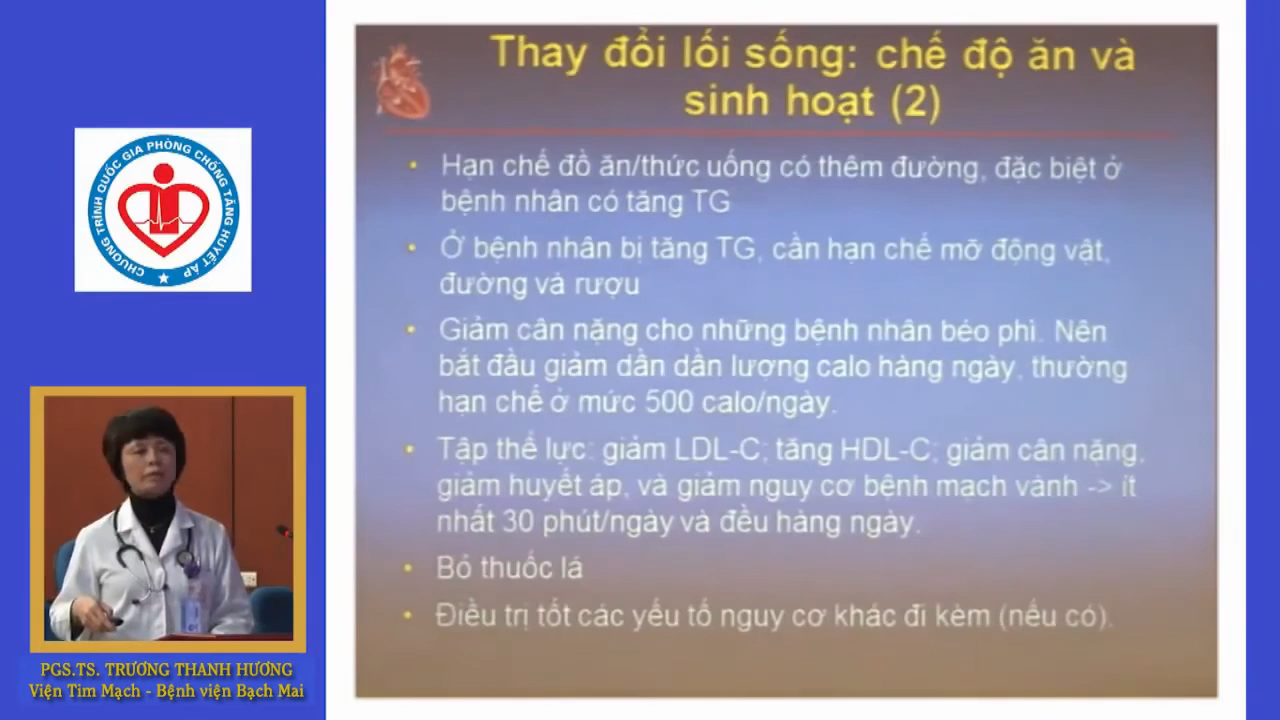 CHƯƠNG TRÌNH QUỐC GIA PHÒNG CHỐNG TĂNG HUYẾT ÁP
PGS.TS. TRƯƠNG THANH HƯƠNG
Viện Tim Mạch - Bệnh viện Bạch Mai
Thay đổi lối sống: chế độ ăn và
sinh hoạt (2)
• Hạn chế đồ ăn/thức uống có thêm đường, đặc biệt ở
bệnh nhân có tăng TG
• Ở bệnh nhân bị tăng TG, cần hạn chế mỡ động vật,
đường và rượu
• Giảm cân nặng cho những bệnh nhân béo phì. Nên
bắt đầu giảm dần dần lượng calo hàng ngày, thường
hạn chế ở mức 500 calo/ngày.
• Tập thể lực: giảm LDL-C; tăng HDL-C; giảm cân nặng,
giảm huyết áp, và giảm nguy cơ bệnh mạch vành -> ít
nhất 30 phút/ngày và đều hàng ngày.
• Bỏ thuốc lá
• Điều trị tốt các yếu tố nguy cơ khác đi kèm (nếu có).